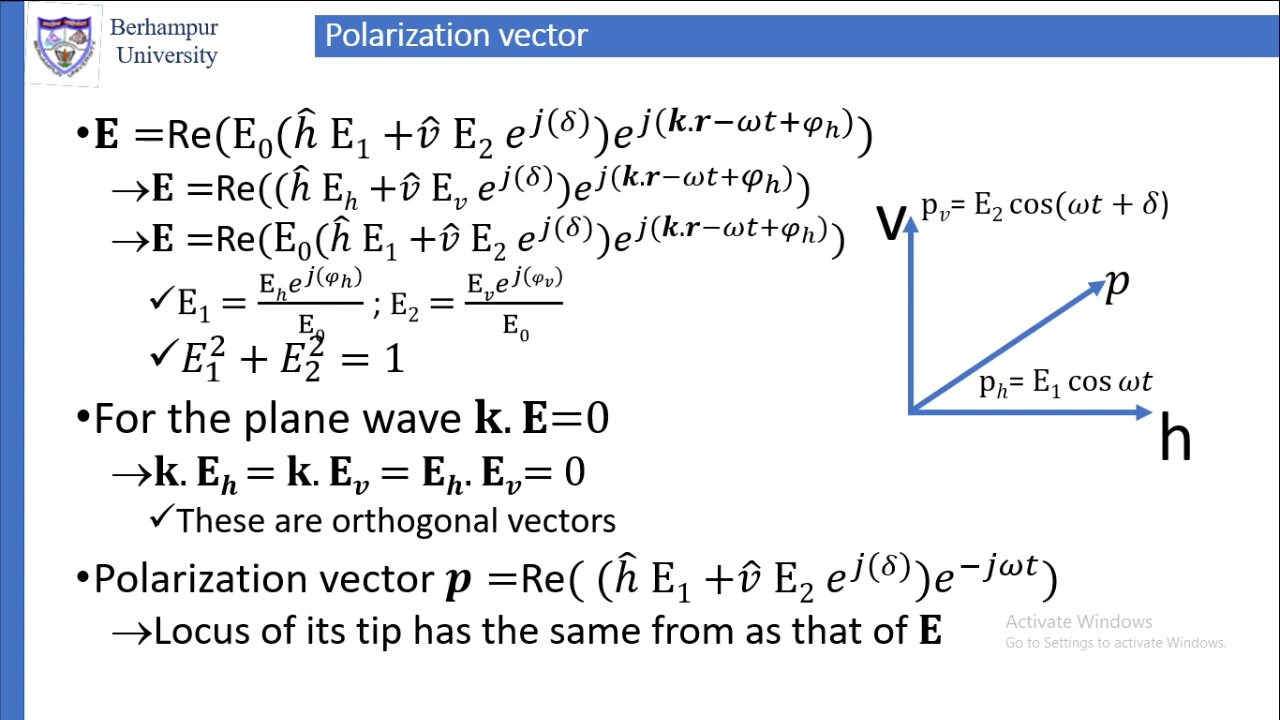 Berhampur
University
Polarization vector
•𝐄 =Re(E₀(ĥ E₁ +v̂ E₂ e^{j(δ)})e^{j(𝒌.𝒓−ωt+φₕ)})
→𝐄 =Re((ĥ Eₕ +v̂ Eᵥ e^{j(δ)})e^{j(𝒌.𝒓−ωt+φₕ)})
→𝐄 =Re(E₀(ĥ E₁ +v̂ E₂ e^{j(δ)})e^{j(𝒌.𝒓−ωt+φₕ)})
✓E₁ = Eₕe^{j(φₕ)}/E₀ ; E₂ = Eᵥe^{j(φᵥ)}/E₀
✓E₁² + E₂² = 1
•For the plane wave 𝐤. 𝐄=0
→𝐤. 𝐄ₕ = 𝐤. 𝐄ᵥ = 𝐄ₕ. 𝐄ᵥ= 0
✓These are orthogonal vectors
•Polarization vector 𝒑 =Re( (ĥ E₁ +v̂ E₂ e^{j(δ)})e^{−jωt})
→Locus of its tip has the same from as that of 𝐄
v
pᵥ= E₂ cos(ωt + δ)
p
pₕ= E₁ cos ωt
h
Activate Windows
Go to Settings to activate Windows.